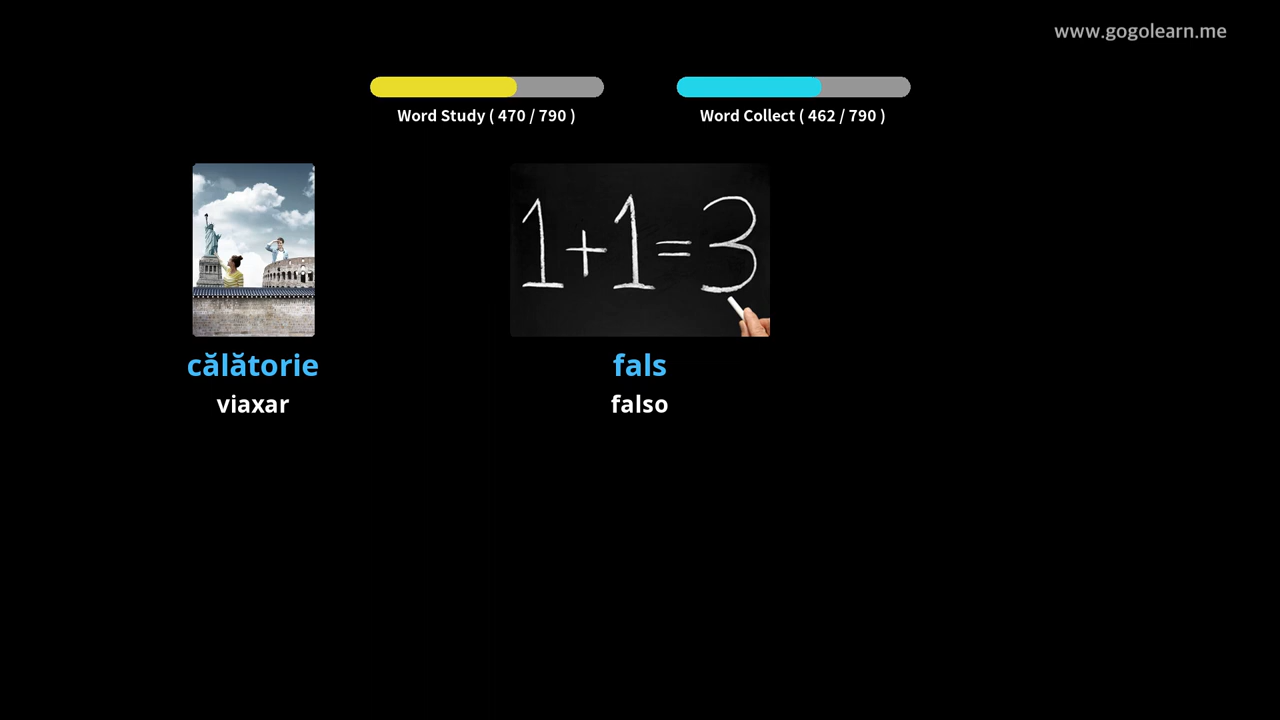 www.gogolearn.me
Word Study ( 470 / 790 )
Word Collect ( 462 / 790 )
1+1=3
călătorie
fals
viaxar
falso